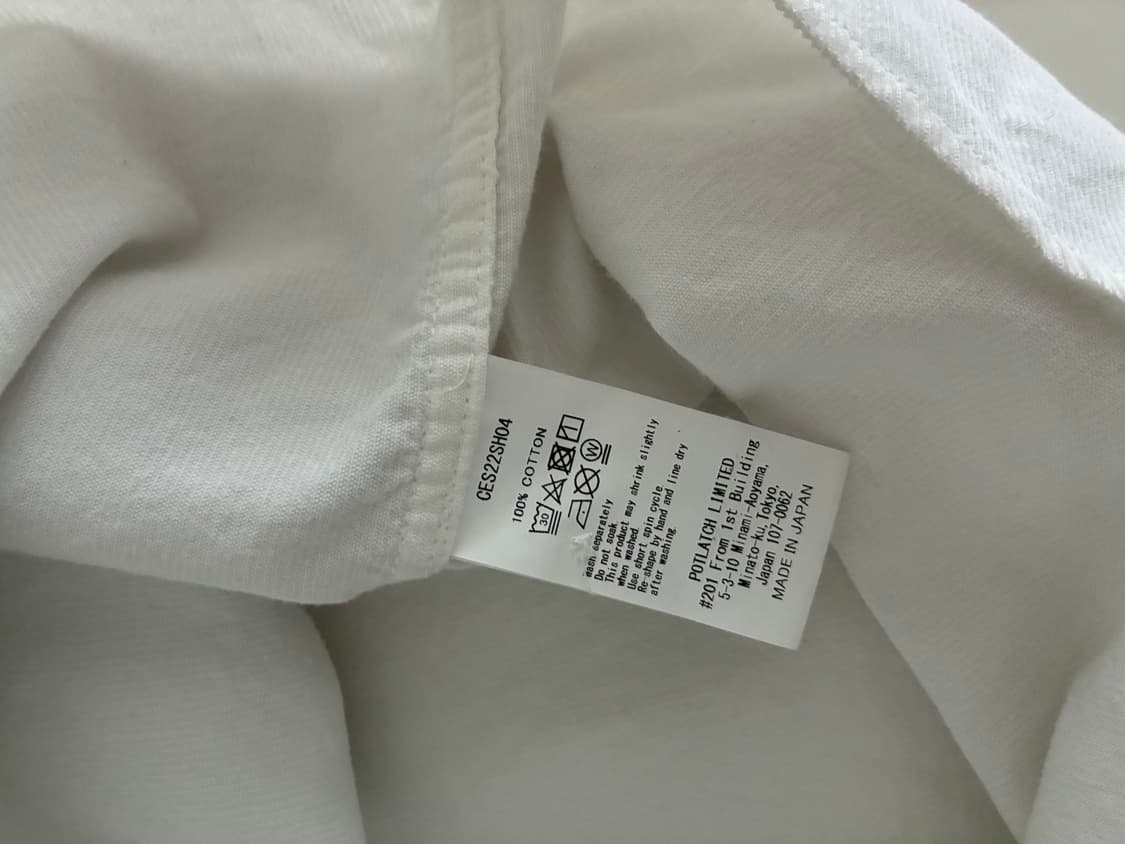 CES22SH04
100% COTTON
30
W
Wash separately
Do not soak.
This product may shrink slightly
when washed
Use short spin cycle
Re-shape by hand and line dry
after washing.
POTLATCH LIMITED
#201 From 1st Building
5-3-10 Minami-Aoyama,
Minato-ku, Tokyo,
Japan 107-0062
MADE IN JAPAN